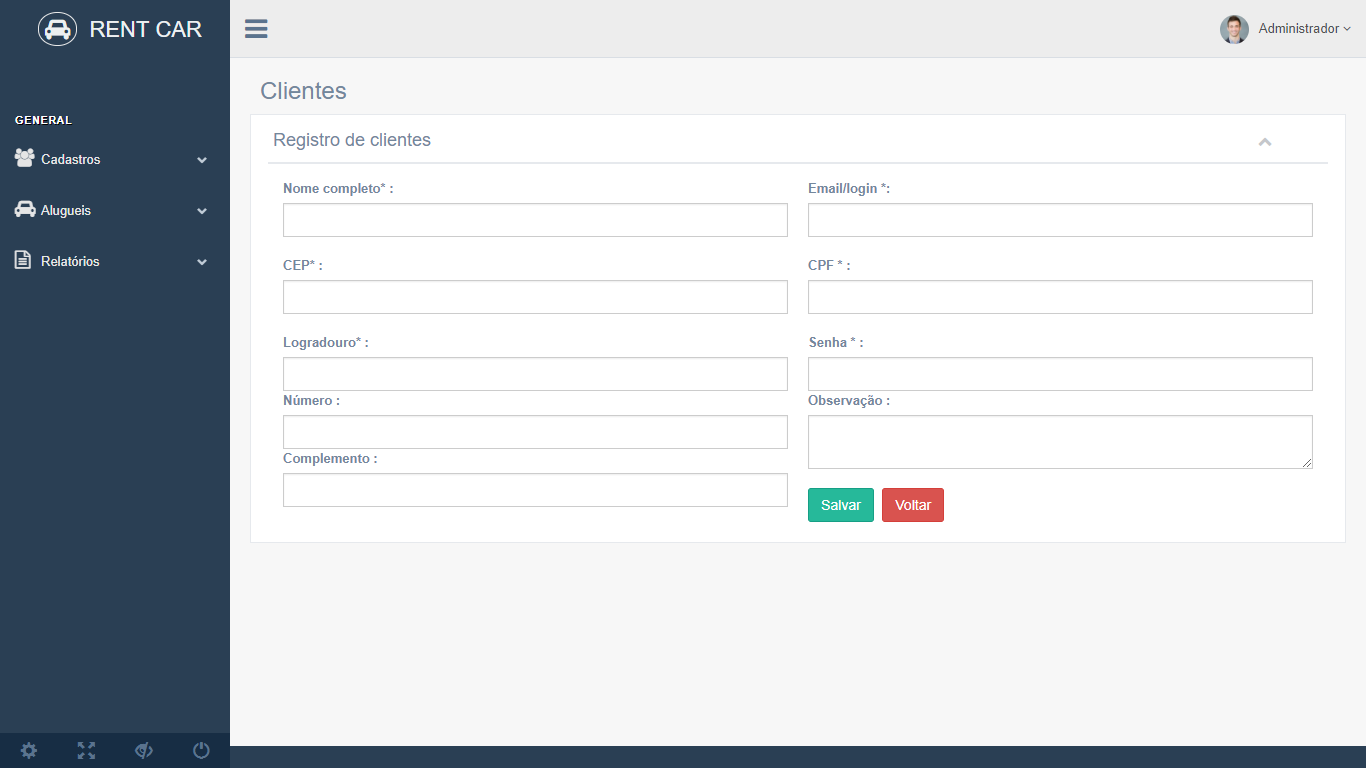 RENT CAR
Administrador
Clientes
GENERAL
Cadastros
Alugueis
Relatórios
Registro de clientes
Nome completo* :
Email/login *:
CEP* :
CPF * :
Logradouro* :
Senha * :
Número :
Observação :
Complemento :
Salvar
Voltar